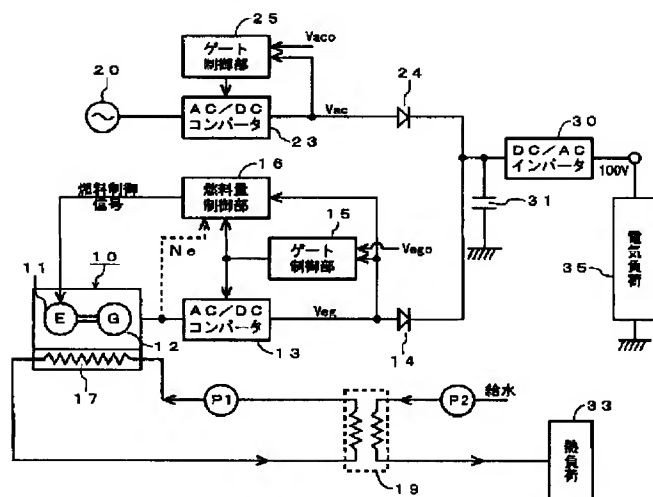 25
Vaco
ゲート
制御部
24
20
AC/DC
コンバータ
Vac
23
30
DC/AC
インバータ
100V
16
燃料量
制御部
燃料制御
信号
31
15
ゲート
制御部
Vego
Ne
電気負荷
35
11
10
E
G
12
AC/DC
コンバータ
13
Veg
14
17
P1
P2
給水
33
熱負荷
19